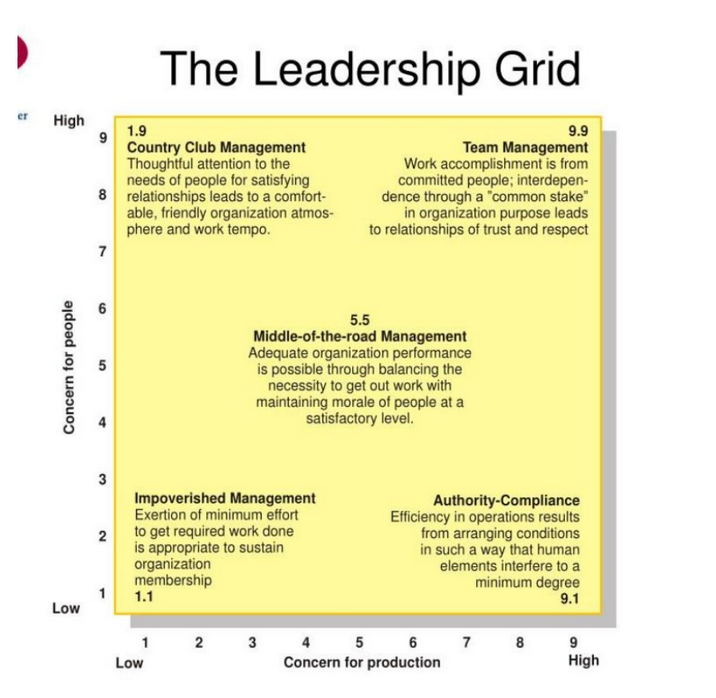 The Leadership Grid
er
High
9
8
7
6
5
4
3
2
1
Low
Concern for people
1.9
Country Club Management
Thoughtful attention to the
needs of people for satisfying
relationships leads to a comfort-
able, friendly organization atmos-
phere and work tempo.
9.9
Team Management
Work accomplishment is from
committed people; interdepen-
dence through a "common stake"
in organization purpose leads
to relationships of trust and respect
5.5
Middle-of-the-road Management
Adequate organization performance
is possible through balancing the
necessity to get out work with
maintaining morale of people at a
satisfactory level.
Impoverished Management
Exertion of minimum effort
to get required work done
is appropriate to sustain
organization
membership
1.1
Authority-Compliance
Efficiency in operations results
from arranging conditions
in such a way that human
elements interfere to a
minimum degree
9.1
1 2 3 4 5 6 7 8 9
Low Concern for production High